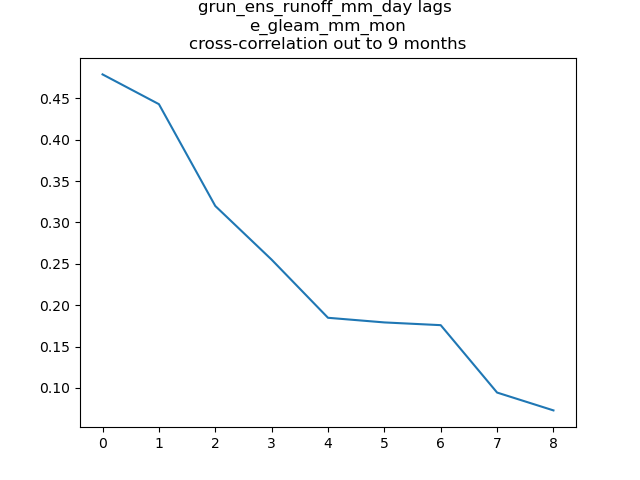 grun_ens_runoff_mm_day lags
e_gleam_mm_mon
cross-correlation out to 9 months
0.45
0.40
0.35
0.30
0.25
0.20
0.15
0.10
0 1 2 3 4 5 6 7 8